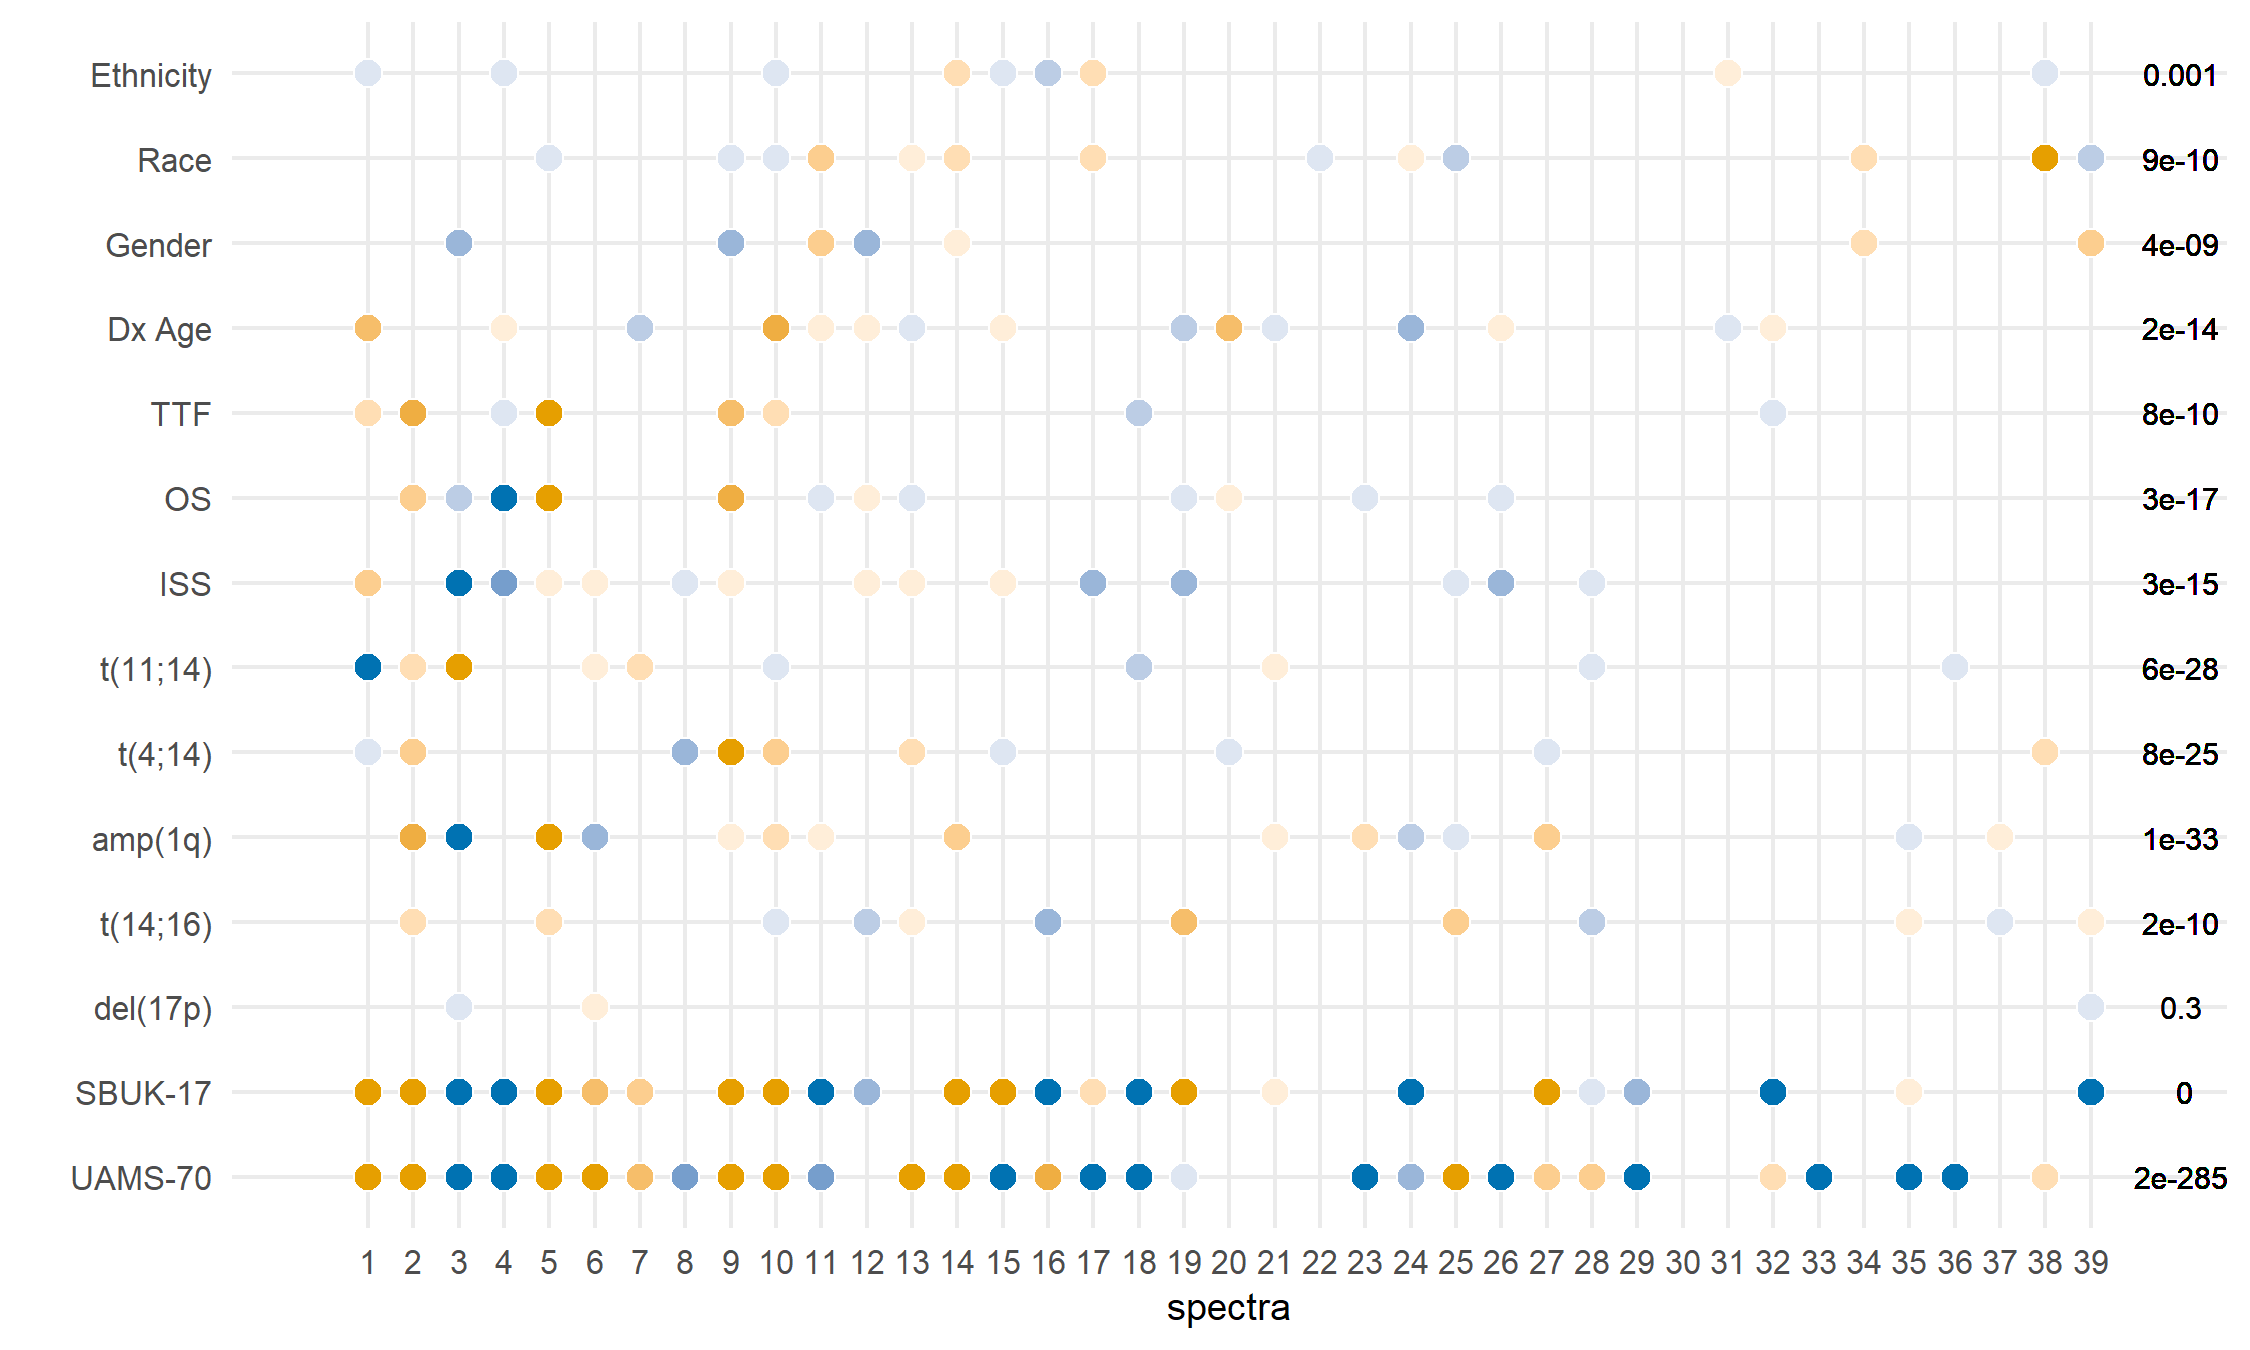 Ethnicity 0.001
Race 9e-10
Gender 4e-09
Dx Age 2e-14
TTF 8e-10
OS 3e-17
ISS 3e-15
t(11;14) 6e-28
t(4;14) 8e-25
amp(1q) 1e-33
t(14;16) 2e-10
del(17p) 0.3
SBUK-17 0
UAMS-70 2e-285
1 2 3 4 5 6 7 8 9 10 11 12 13 14 15 16 17 18 19 20 21 22 23 24 25 26 27 28 29 30 31 32 33 34 35 36 37 38 39
spectra